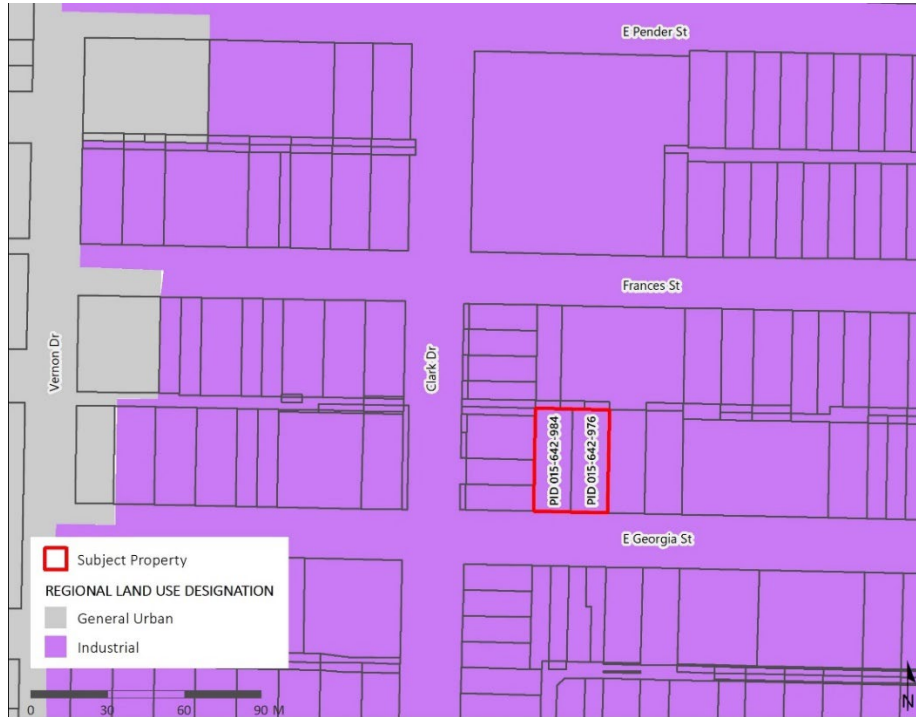 E Pender St
Frances St
Vernon Dr
Clark Dr
PID 015-642-984
PID 015-642-976
E Georgia St
Subject Property
REGIONAL LAND USE DESIGNATION
General Urban
Industrial
0 30 60 90 M
N